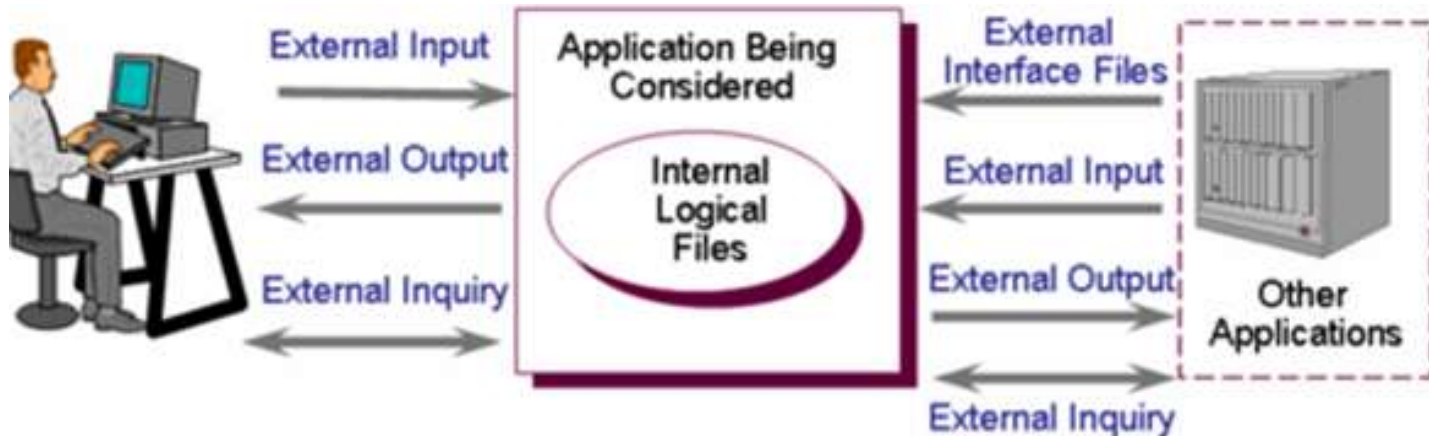 External Input
External Output
External Inquiry
Application Being
Considered
Internal
Logical
Files
External
Interface Files
External Input
External Output
External Inquiry
Other
Applications